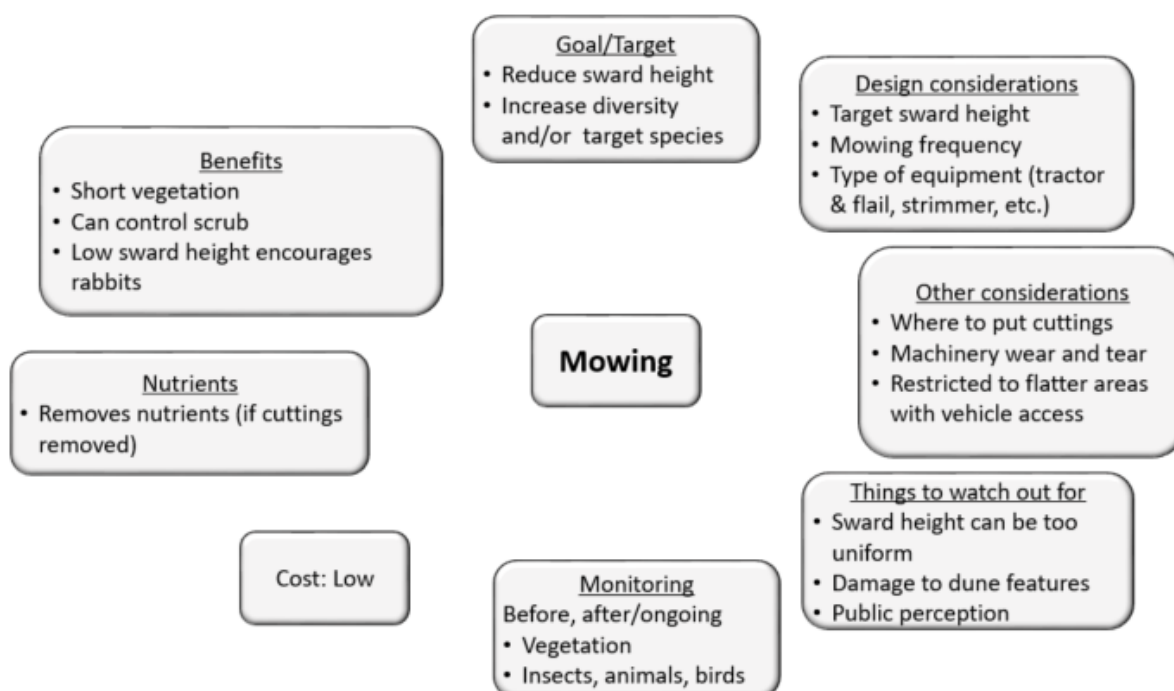 Goal/Target
• Reduce sward height
• Increase diversity
and/or target species
Design considerations
• Target sward height
• Mowing frequency
• Type of equipment (tractor
& flail, strimmer, etc.)
Benefits
• Short vegetation
• Can control scrub
• Low sward height encourages
rabbits
Other considerations
• Where to put cuttings
• Machinery wear and tear
• Restricted to flatter areas
with vehicle access
Mowing
Nutrients
• Removes nutrients (if cuttings
removed)
Things to watch out for
• Sward height can be too
uniform
• Damage to dune features
• Public perception
Cost: Low
Monitoring
Before, after/ongoing
• Vegetation
• Insects, animals, birds